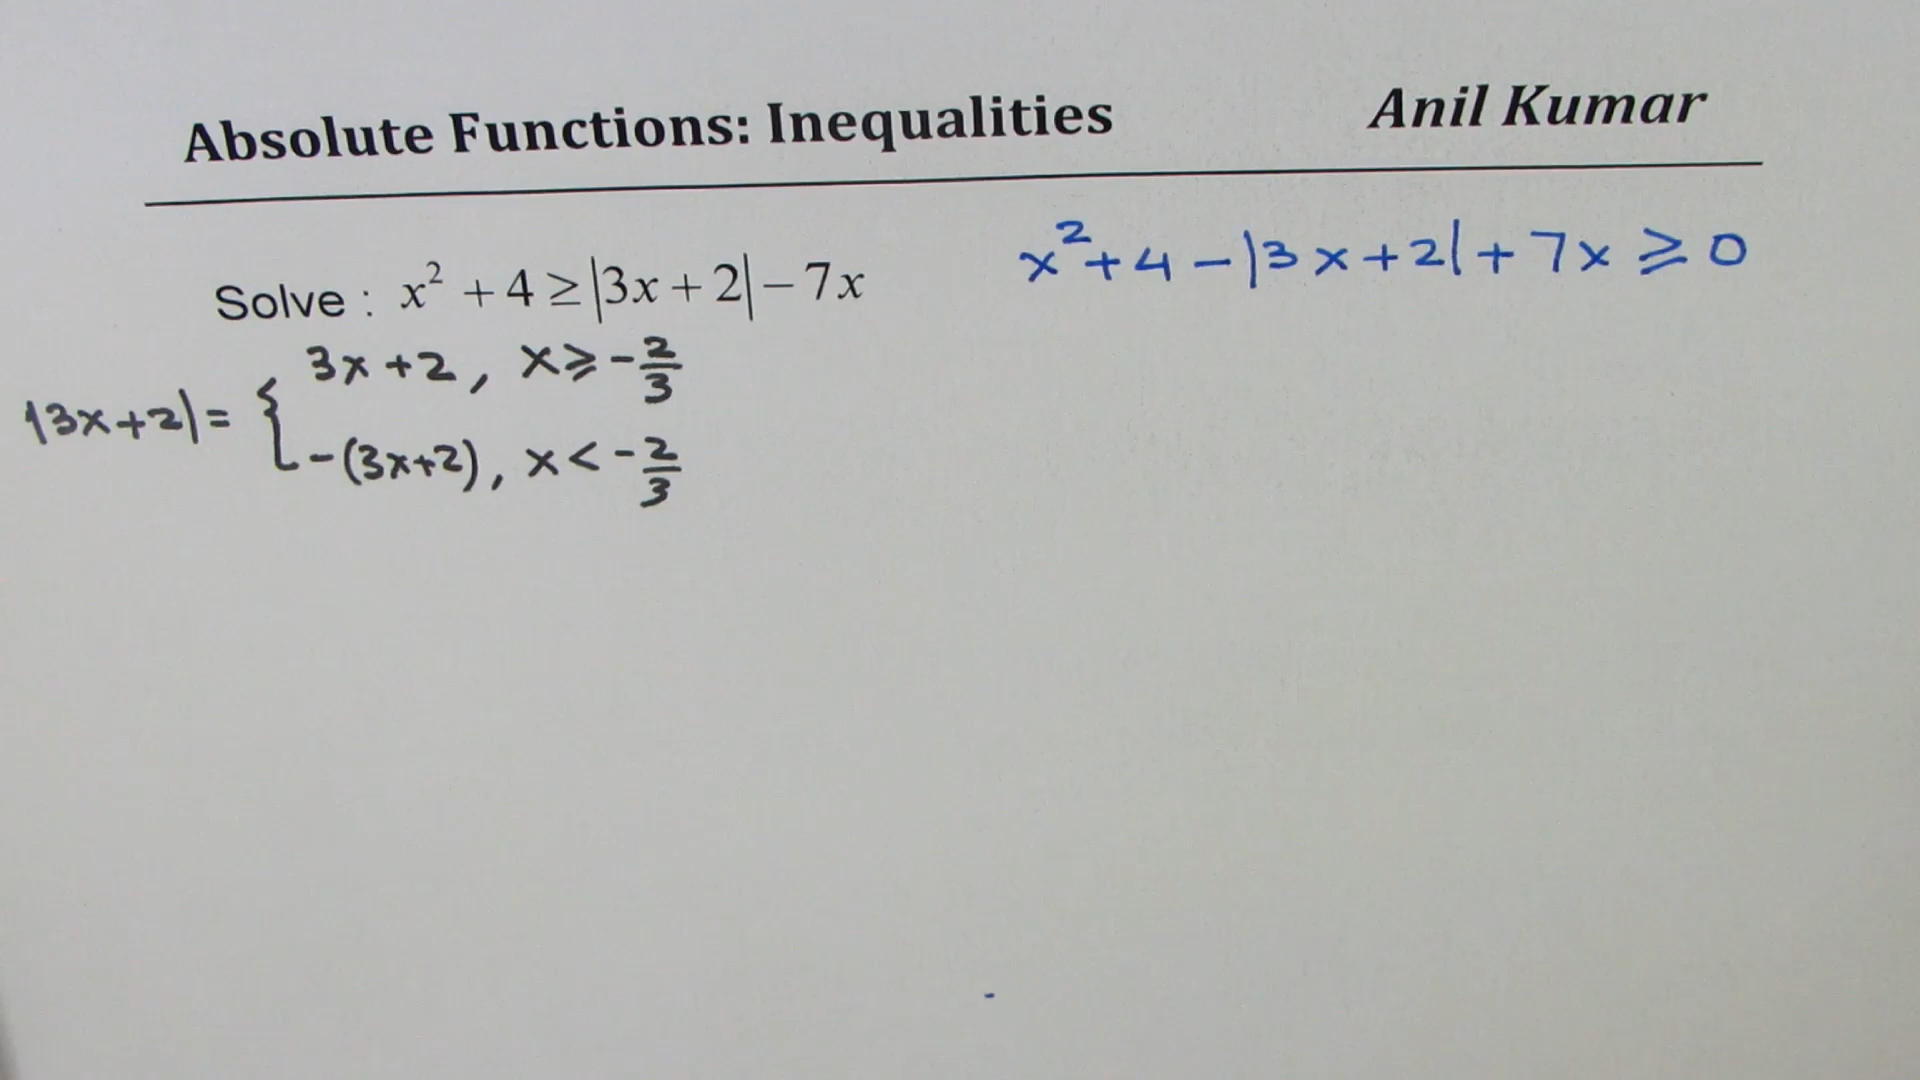 Absolute Functions: Inequalities
Anil Kumar
Solve : x² + 4 ≥ |3x + 2| − 7x
x² + 4 − |3x + 2| + 7x ≥ 0
|3x+2| = {
3x + 2, x ≥ −2/3
−(3x+2), x < −2/3